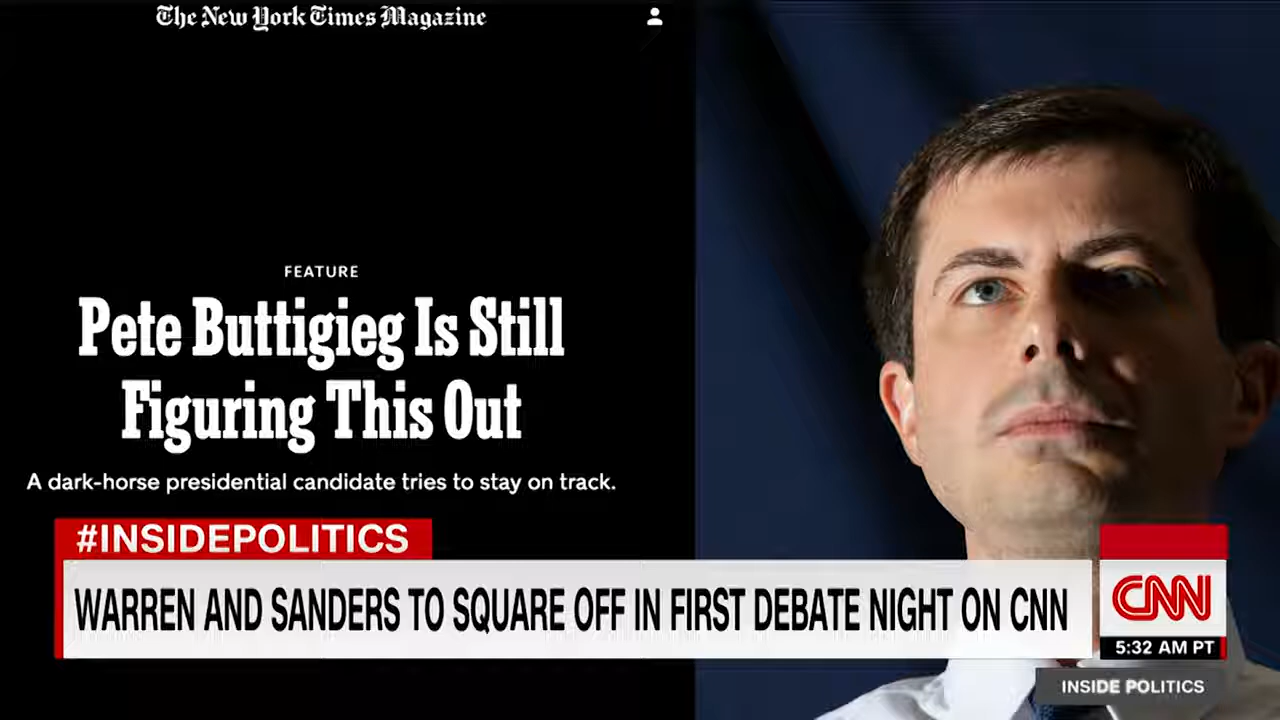 The New York Times Magazine
FEATURE
Pete Buttigieg Is Still
Figuring This Out
A dark-horse presidential candidate tries to stay on track.
#INSIDEPOLITICS
WARREN AND SANDERS TO SQUARE OFF IN FIRST DEBATE NIGHT ON CNN
CNN
5:32 AM PT
INSIDE POLITICS